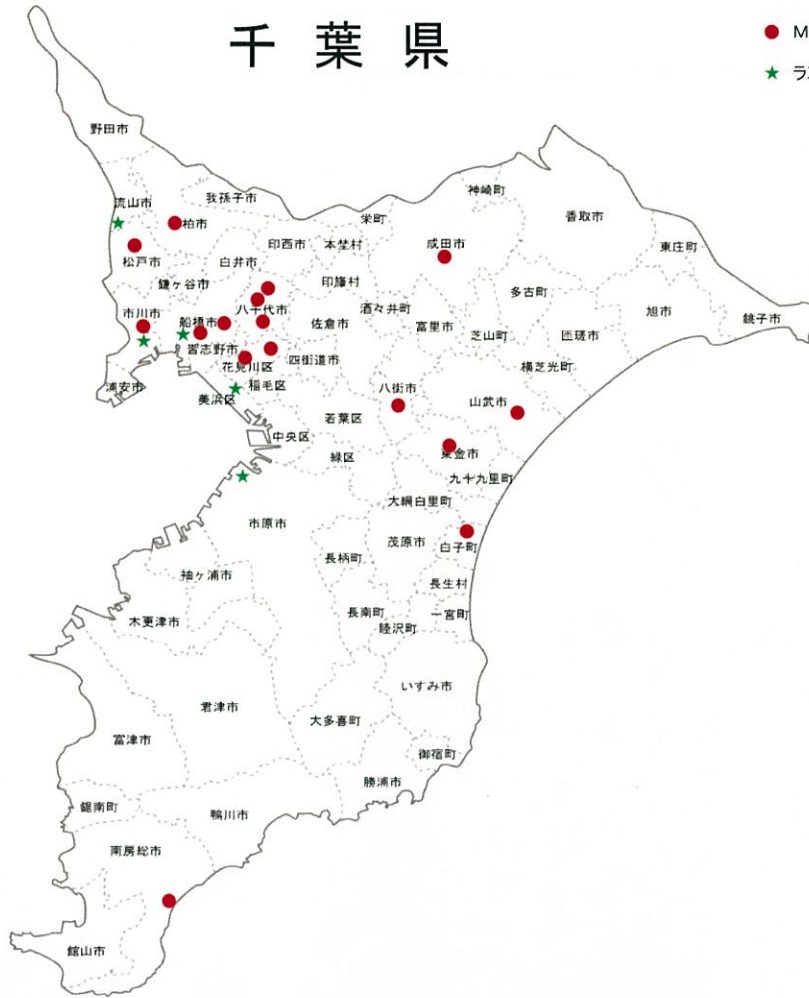 千葉県
M
ラ
野田市
流山市
我孫子市
柏市
松戸市
白井市
印西市
本埜村
栄町
神崎町
香取市
東庄町
成田市
鎌ヶ谷市
印旛村
多古町
市川市
船橋市
八千代市
佐倉市
酒々井町
富里市
芝山町
匝瑳市
旭市
銚子市
習志野市
花見川区
四街道市
横芝光町
浦安市
美浜区
稲毛区
八街市
山武市
若葉区
中央区
緑区
東金市
九十九里町
大網白里町
市原市
長柄町
茂原市
白子町
袖ヶ浦市
長生村
木更津市
長南町
睦沢町
一宮町
君津市
大多喜町
いすみ市
富津市
御宿町
勝浦市
鋸南町
鴨川市
南房総市
館山市